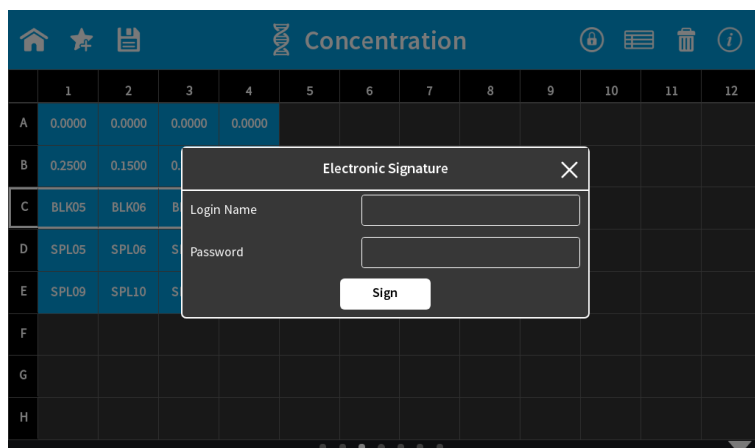 Concentration
i
1 2 3 4 5 6 7 8 9 10 11 12
A 0.0000 0.0000 0.0000 0.0000
B 0.2500 0.1500 0.
Electronic Signature
C BLK05 BLK06 B
Login Name
D SPL05 SPL06 S
Password
E SPL09 SPL10 S
Sign
F
G
H